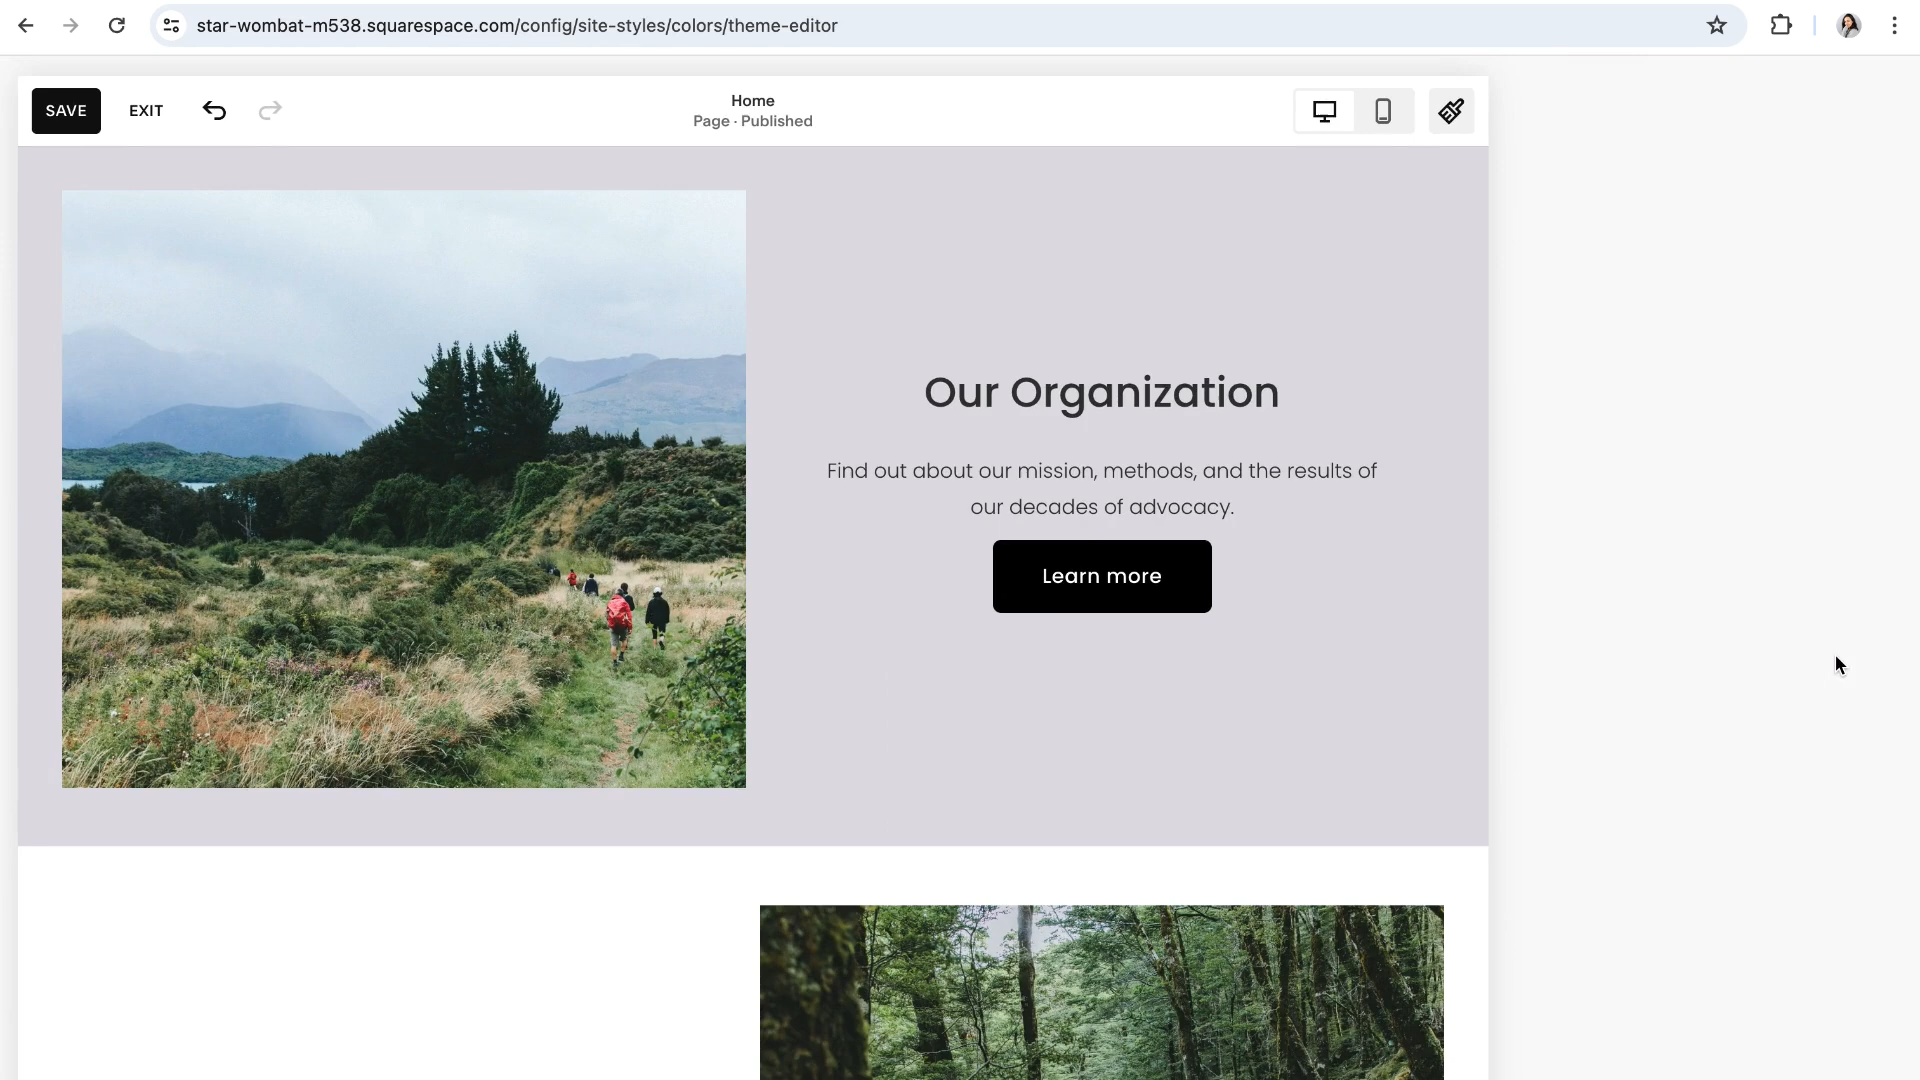 star-wombat-m538.squarespace.com/config/site-styles/colors/theme-editor
SAVE
EXIT
Home
Page · Published
Our Organization
Find out about our mission, methods, and the results of
our decades of advocacy.
Learn more